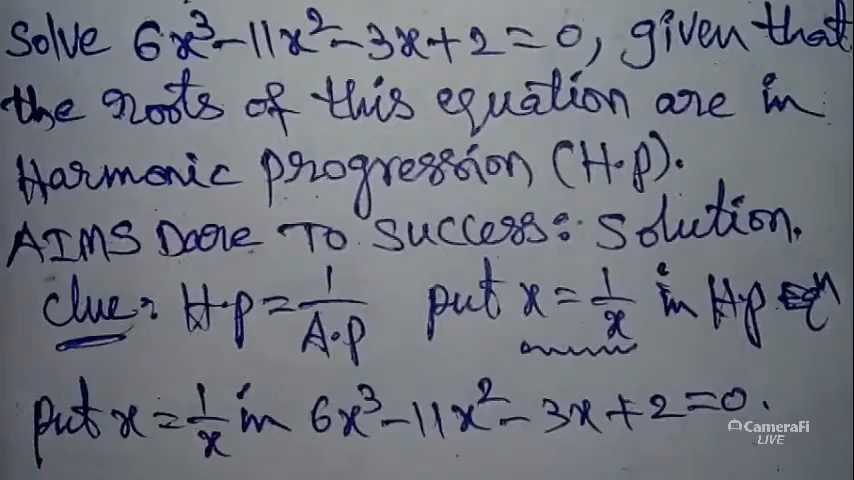 Solve 6x³-11x²-3x+2=0, given that
the roots of this equation are in
Harmonic progression (H.p).
AIMS Dare To success: Solution.
Clue: H.p = 1/A.p put x = 1/x in H.p Eqn
put x = 1/x in 6x³-11x²-3x+2=0.
CameraFi
LIVE